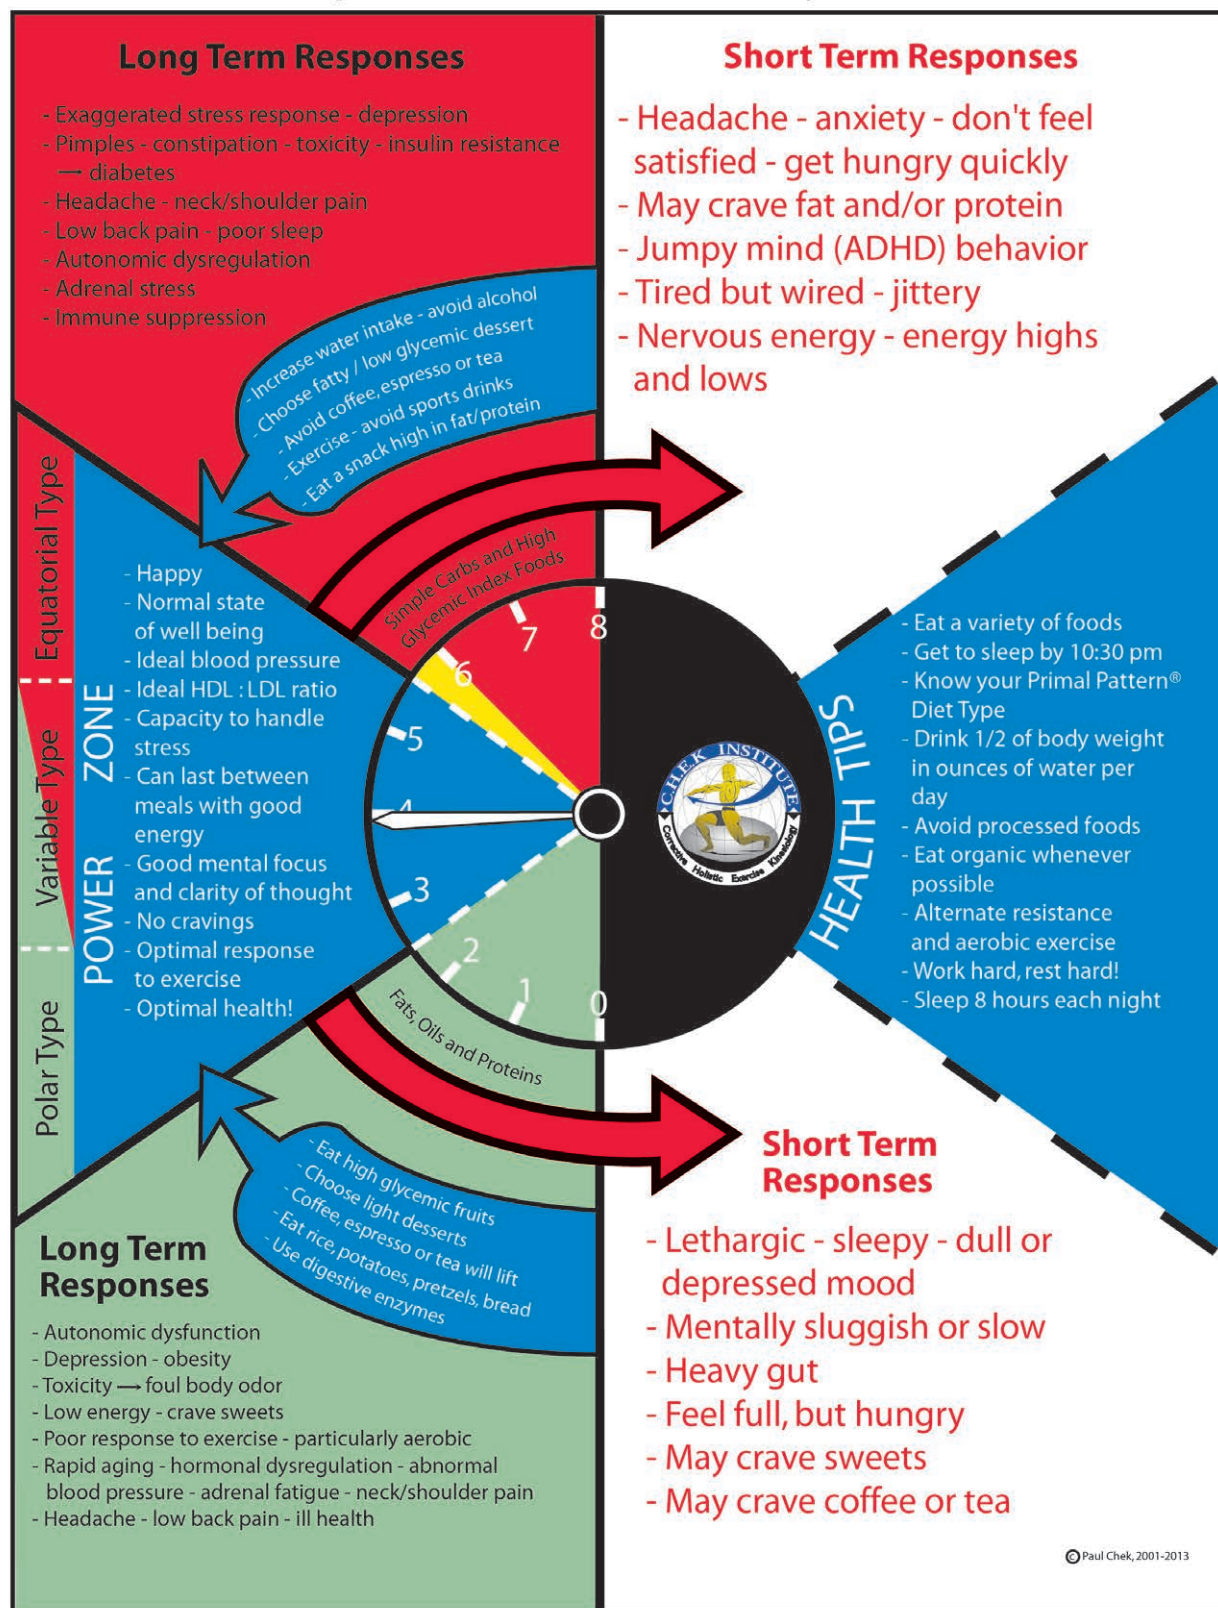 Long Term Responses
- Exaggerated stress response - depression
- Pimples - constipation - toxicity - insulin resistance
→ diabetes
- Headache - neck/shoulder pain
- Low back pain - poor sleep
- Autonomic dysregulation
- Adrenal stress
- Immune suppression
Short Term Responses
- Headache - anxiety - don't feel
satisfied - get hungry quickly
- May crave fat and/or protein
- Jumpy mind (ADHD) behavior
- Tired but wired - jittery
- Nervous energy - energy highs
and lows
- Increase water intake - avoid alcohol
- Choose fatty / low glycemic dessert
- Avoid coffee, espresso or tea
- Exercise - avoid sports drinks
- Eat a snack high in fat/protein
Simple Carbs and High
Glycemic Index Foods
Equatorial Type
Variable Type
Polar Type
POWER ZONE
- Happy
- Normal state
of well being
- Ideal blood pressure
- Ideal HDL : LDL ratio
- Capacity to handle
stress
- Can last between
meals with good
energy
- Good mental focus
and clarity of thought
- No cravings
- Optimal response
to exercise
- Optimal health!
8
7
6
5
4
3
2
1
0
C.H.E.K INSTITUTE
Corrective Holistic Exercise Kinesiology
HEALTH TIPS
- Eat a variety of foods
- Get to sleep by 10:30 pm
- Know your Primal Pattern®
Diet Type
- Drink 1/2 of body weight
in ounces of water per
day
- Avoid processed foods
- Eat organic whenever
possible
- Alternate resistance
and aerobic exercise
- Work hard, rest hard!
- Sleep 8 hours each night
Fats, Oils and Proteins
- Eat high glycemic fruits
- Choose light desserts
- Coffee, espresso or tea will lift
- Eat rice, potatoes, pretzels, bread
- Use digestive enzymes
Long Term
Responses
- Autonomic dysfunction
- Depression - obesity
- Toxicity → foul body odor
- Low energy - crave sweets
- Poor response to exercise - particularly aerobic
- Rapid aging - hormonal dysregulation - abnormal
blood pressure - adrenal fatigue - neck/shoulder pain
- Headache - low back pain - ill health
Short Term
Responses
- Lethargic - sleepy - dull or
depressed mood
- Mentally sluggish or slow
- Heavy gut
- Feel full, but hungry
- May crave sweets
- May crave coffee or tea
© Paul Chek, 2001-2013